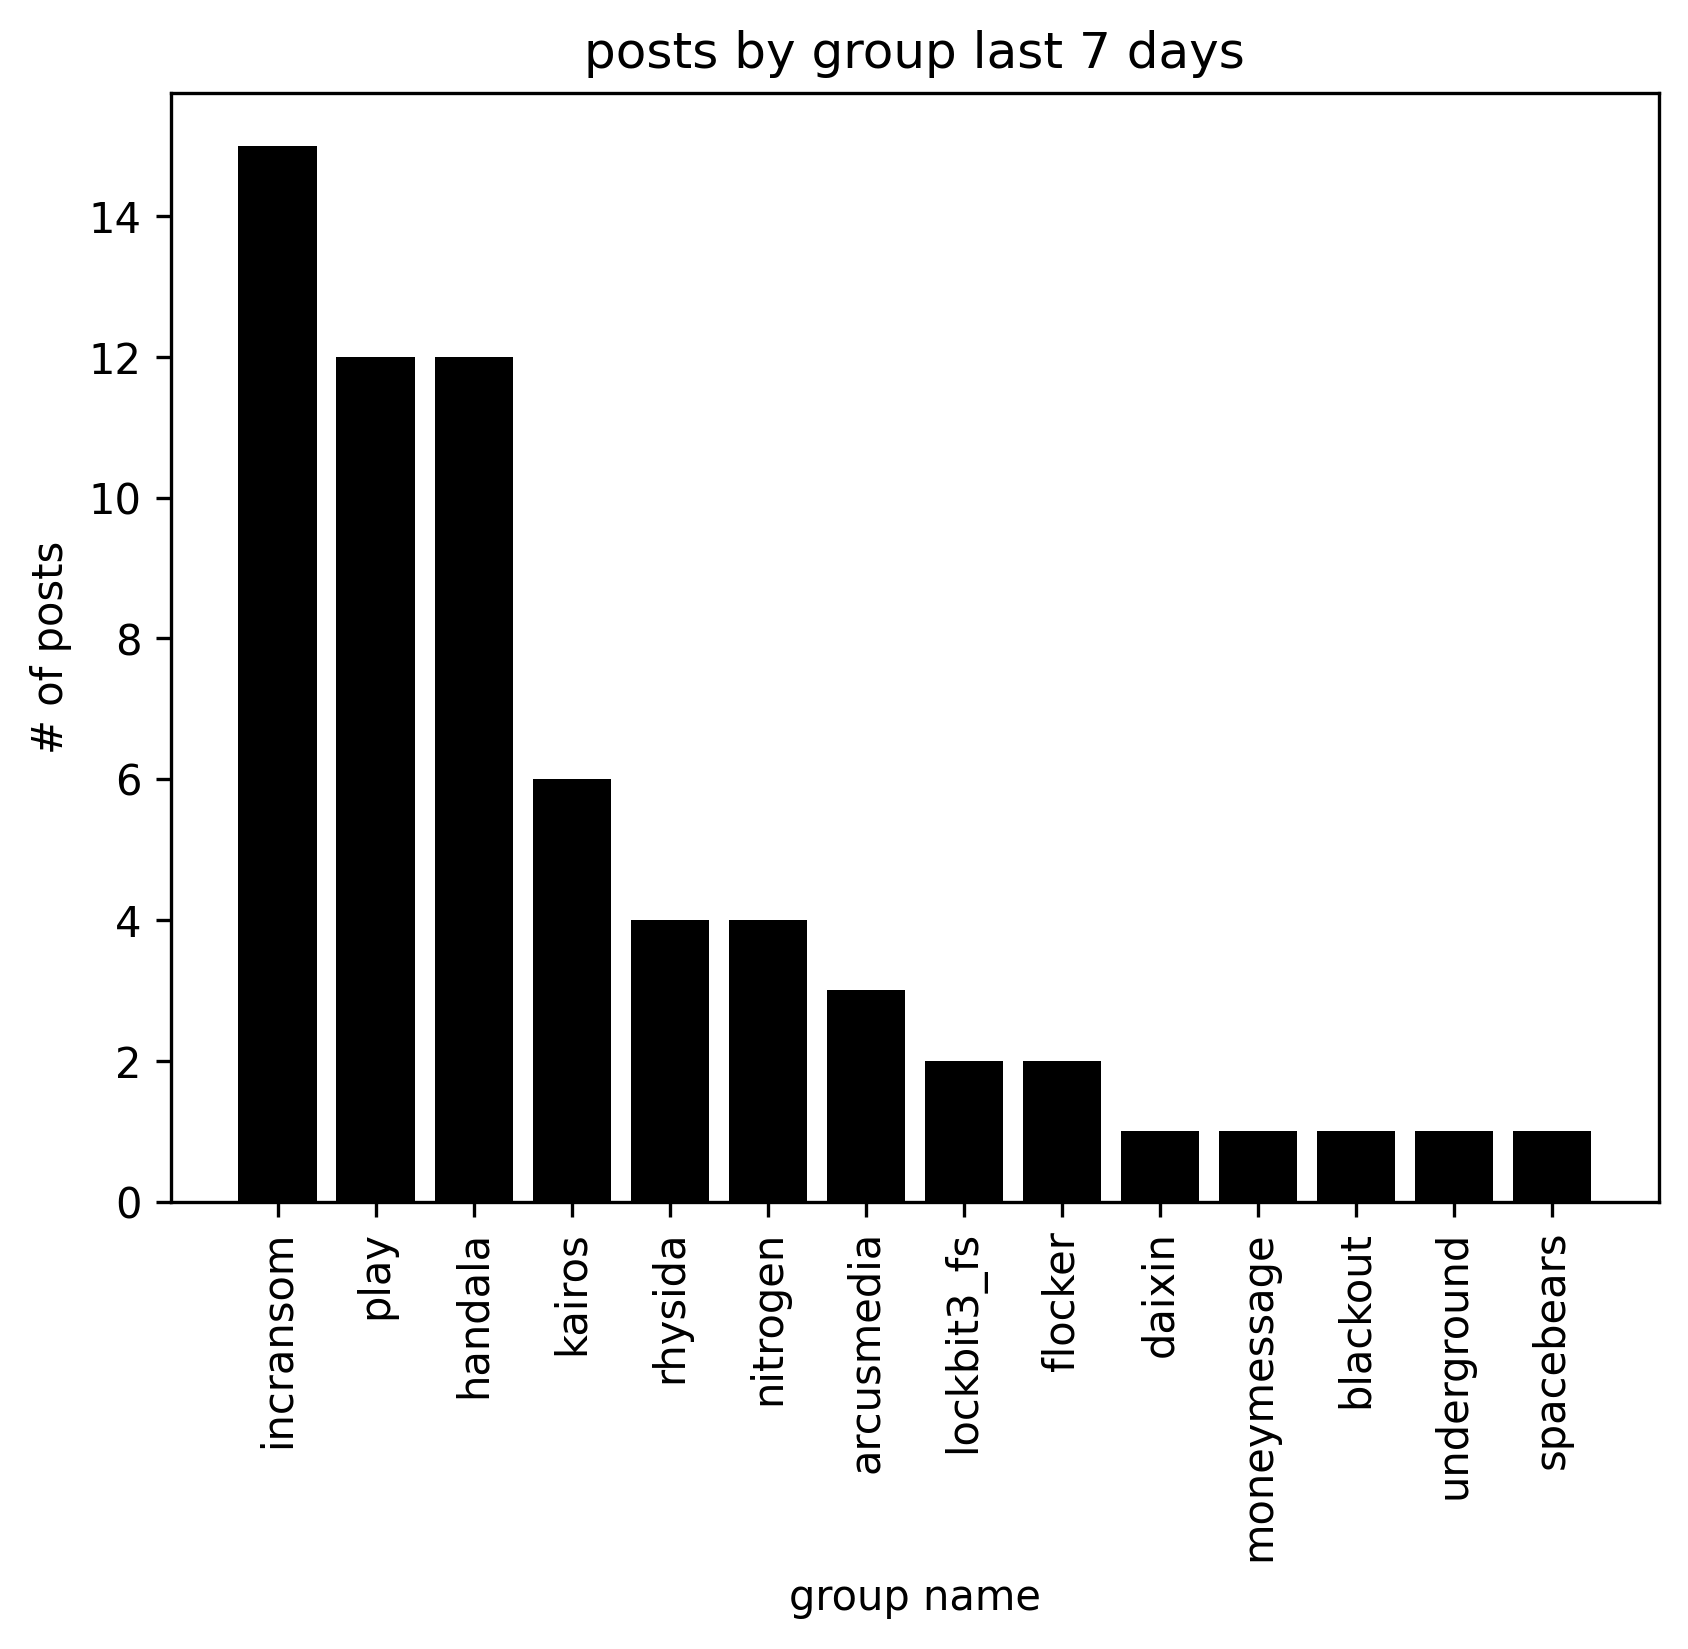 posts by group last 7 days
# of posts
14
12
10
8
6
4
2
0
incransom
play
handala
kairos
rhysida
nitrogen
arcusmedia
lockbit3_fs
flocker
daixin
moneymessage
blackout
underground
spacebears
group name